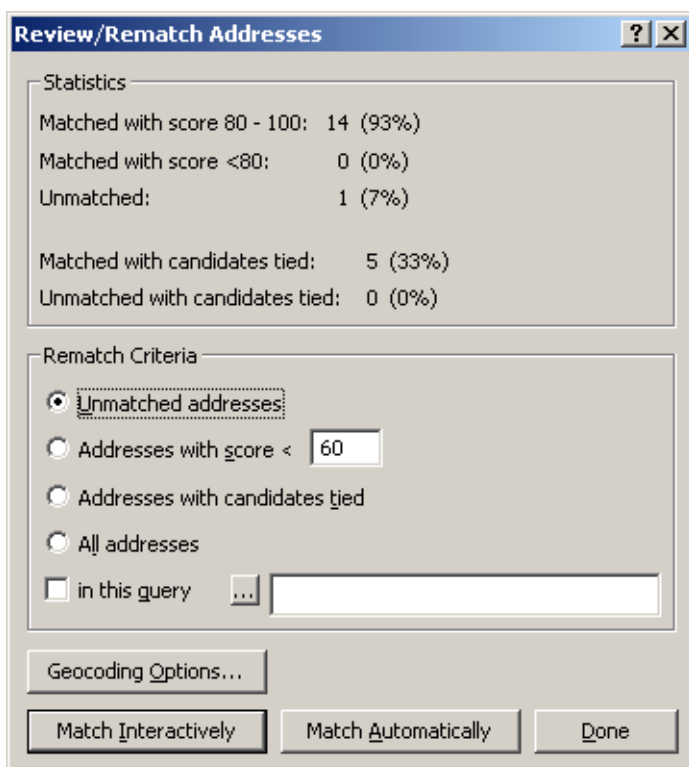 Review/Rematch Addresses
Statistics
Matched with score 80 - 100: 14 (93%)
Matched with score <80: 0 (0%)
Unmatched: 1 (7%)
Matched with candidates tied: 5 (33%)
Unmatched with candidates tied: 0 (0%)
Rematch Criteria
Unmatched addresses
Addresses with score < 60
Addresses with candidates tied
All addresses
in this query ...
Geocoding Options...
Match Interactively Match Automatically Done